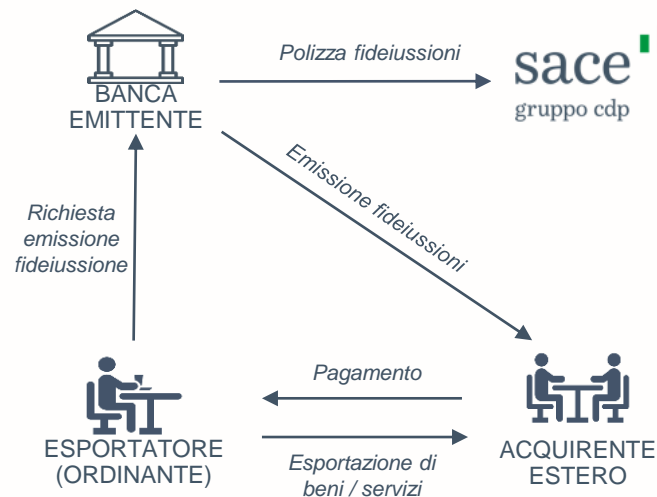 Polizza fideiussioni
sace
gruppo cdp
BANCA
EMITTENTE
Emissione fideiussioni
Richiesta
emissione
fideiussione
Pagamento
ESPORTATORE
(ORDINANTE)
Esportazione di
beni / servizi
ACQUIRENTE
ESTERO